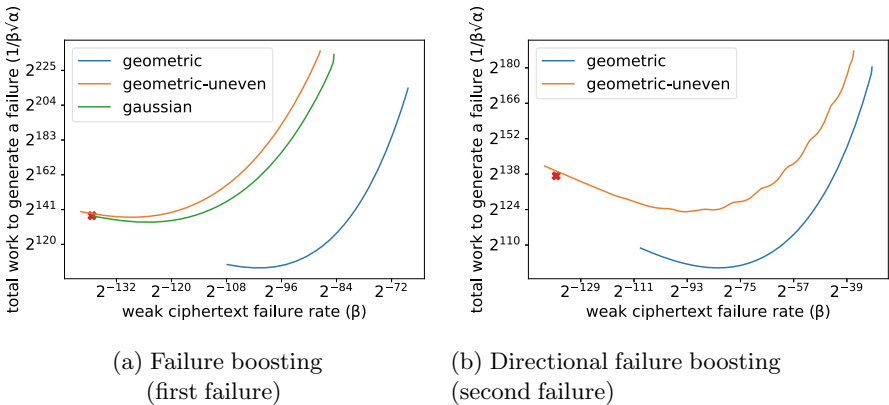 total work to generate a failure (1/β√α)
2^225
2^204
2^183
2^162
2^141
2^120
geometric
geometric-uneven
gaussian
2^-132
2^-120
2^-108
2^-96
2^-84
2^-72
weak ciphertext failure rate (β)
(a) Failure boosting
(first failure)
total work to generate a failure (1/β√α)
2^180
2^166
2^152
2^138
2^124
2^110
geometric
geometric-uneven
2^-129
2^-111
2^-93
2^-75
2^-57
2^-39
weak ciphertext failure rate (β)
(b) Directional failure boosting
(second failure)